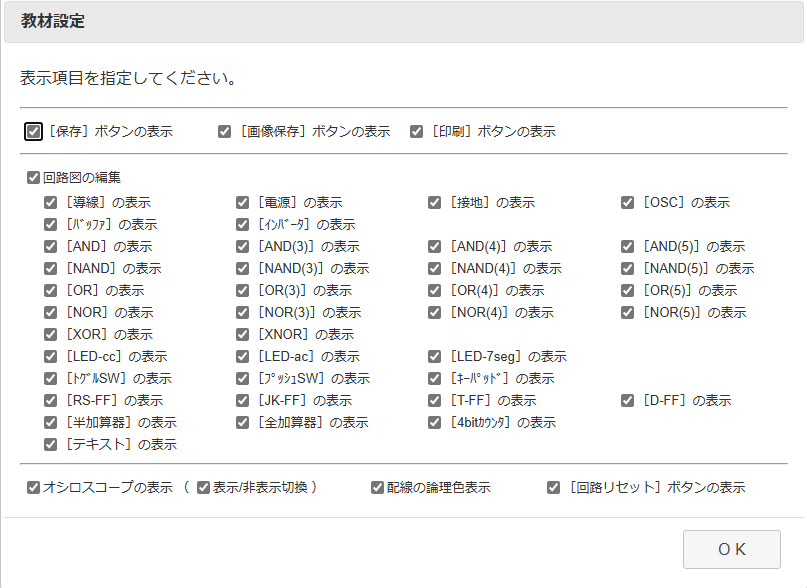 教材設定
表示項目を指定してください。
［保存］ボタンの表示 ［画像保存］ボタンの表示 ［印刷］ボタンの表示
回路図の編集
［導線］の表示 ［電源］の表示 ［接地］の表示 ［OSC］の表示
［ﾊﾞｯﾌｧ］の表示 ［ｲﾝﾊﾞｰﾀ］の表示
［AND］の表示 ［AND(3)］の表示 ［AND(4)］の表示 ［AND(5)］の表示
［NAND］の表示 ［NAND(3)］の表示 ［NAND(4)］の表示 ［NAND(5)］の表示
［OR］の表示 ［OR(3)］の表示 ［OR(4)］の表示 ［OR(5)］の表示
［NOR］の表示 ［NOR(3)］の表示 ［NOR(4)］の表示 ［NOR(5)］の表示
［XOR］の表示 ［XNOR］の表示
［LED-cc］の表示 ［LED-ac］の表示 ［LED-7seg］の表示
［ﾄｸﾞﾙSW］の表示 ［ﾌﾟｯｼｭSW］の表示 ［ｷｰﾊﾟｯﾄﾞ］の表示
［RS-FF］の表示 ［JK-FF］の表示 ［T-FF］の表示 ［D-FF］の表示
［半加算器］の表示 ［全加算器］の表示 ［4bitｶｳﾝﾀ］の表示
［テキスト］の表示
オシロスコープの表示 （ 表示/非表示切換 ） 配線の論理色表示 ［回路リセット］ボタンの表示
ＯＫ